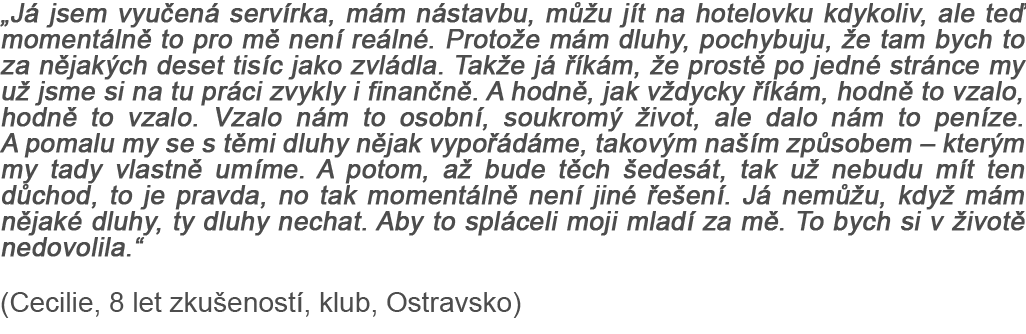 „Já jsem vyučená servírka, mám nástavbu, můžu jít na hotelovku kdykoliv, ale teď
momentálně to pro mě není reálné. Protože mám dluhy, pochybuju, že tam bych to
za nějakých deset tisíc jako zvládla. Takže já říkám, že prostě po jedné stránce my
už jsme si na tu práci zvykly i finančně. A hodně, jak vždycky říkám, hodně to vzalo,
hodně to vzalo. Vzalo nám to osobní, soukromý život, ale dalo nám to peníze.
A pomalu my se s těmi dluhy nějak vypořádáme, takovým naším způsobem – kterým
my tady vlastně umíme. A potom, až bude těch šedesát, tak už nebudu mít ten
důchod, to je pravda, no tak momentálně není jiné řešení. Já nemůžu, když mám
nějaké dluhy, ty dluhy nechat. Aby to spláceli moji mladí za mě. To bych si v životě
nedovolila.“
(Cecilie, 8 let zkušeností, klub, Ostravsko)